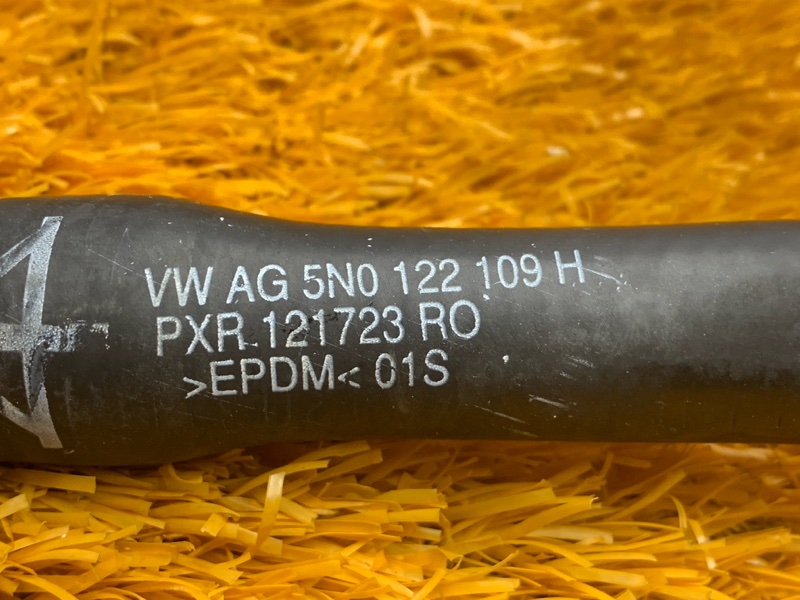 VW AG 5N0 122 109 H
PXR 121723 RO
>EPDM< 01S